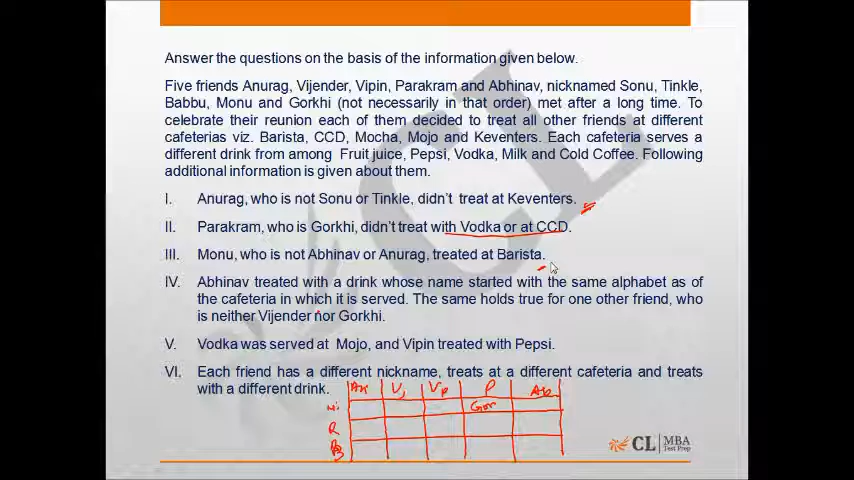 Answer the questions on the basis of the information given below.
Five friends Anurag, Vijender, Vipin, Parakram and Abhinav, nicknamed Sonu, Tinkle,
Babbu, Monu and Gorkhi (not necessarily in that order) met after a long time. To
celebrate their reunion each of them decided to treat all other friends at different
cafeterias viz. Barista, CCD, Mocha, Mojo and Keventers. Each cafeteria serves a
different drink from among Fruit juice, Pepsi, Vodka, Milk and Cold Coffee. Following
additional information is given about them.
I. Anurag, who is not Sonu or Tinkle, didn't treat at Keventers.
II. Parakram, who is Gorkhi, didn't treat with Vodka or at CCD.
III. Monu, who is not Abhinav or Anurag, treated at Barista.
IV. Abhinav treated with a drink whose name started with the same alphabet as of
the cafeteria in which it is served. The same holds true for one other friend, who
is neither Vijender nor Gorkhi.
V. Vodka was served at Mojo, and Vipin treated with Pepsi.
VI. Each friend has a different nickname, treats at a different cafeteria and treats
with a different drink.
An Vj Vp P Ab
Ni Gor
R
CL MBA
Test Prep